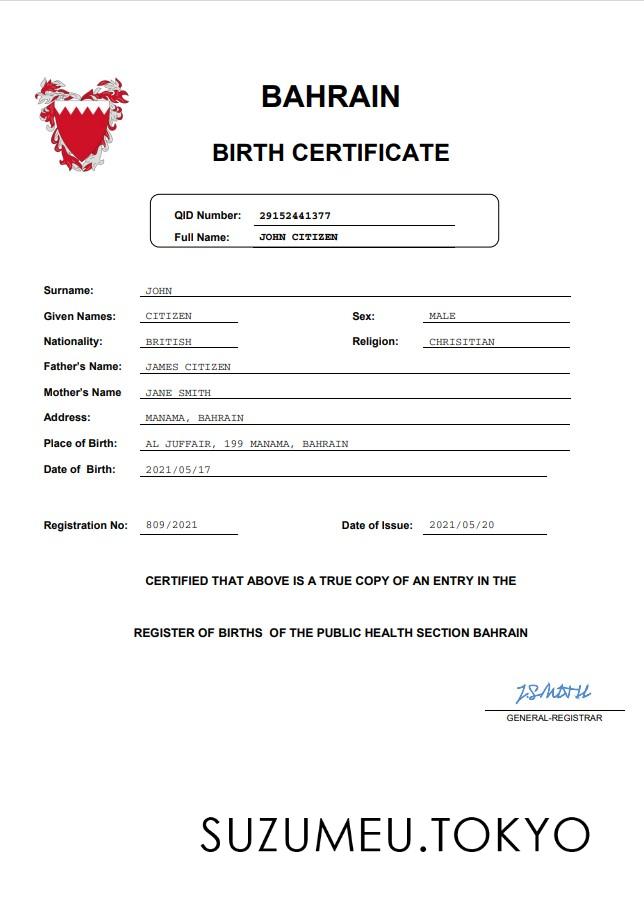 BAHRAIN
BIRTH CERTIFICATE
QID Number: 29152441377
Full Name: JOHN CITIZEN
Surname: JOHN
Given Names: CITIZEN Sex: MALE
Nationality: BRITISH Religion: CHRISITIAN
Father's Name: JAMES CITIZEN
Mother's Name JANE SMITH
Address: MANAMA, BAHRAIN
Place of Birth: AL JUFFAIR, 199 MANAMA, BAHRAIN
Date of Birth: 2021/05/17
Registration No: 809/2021 Date of Issue: 2021/05/20
CERTIFIED THAT ABOVE IS A TRUE COPY OF AN ENTRY IN THE
REGISTER OF BIRTHS OF THE PUBLIC HEALTH SECTION BAHRAIN
J.SMITH
GENERAL-REGISTRAR
SUZUMEU.TOKYO